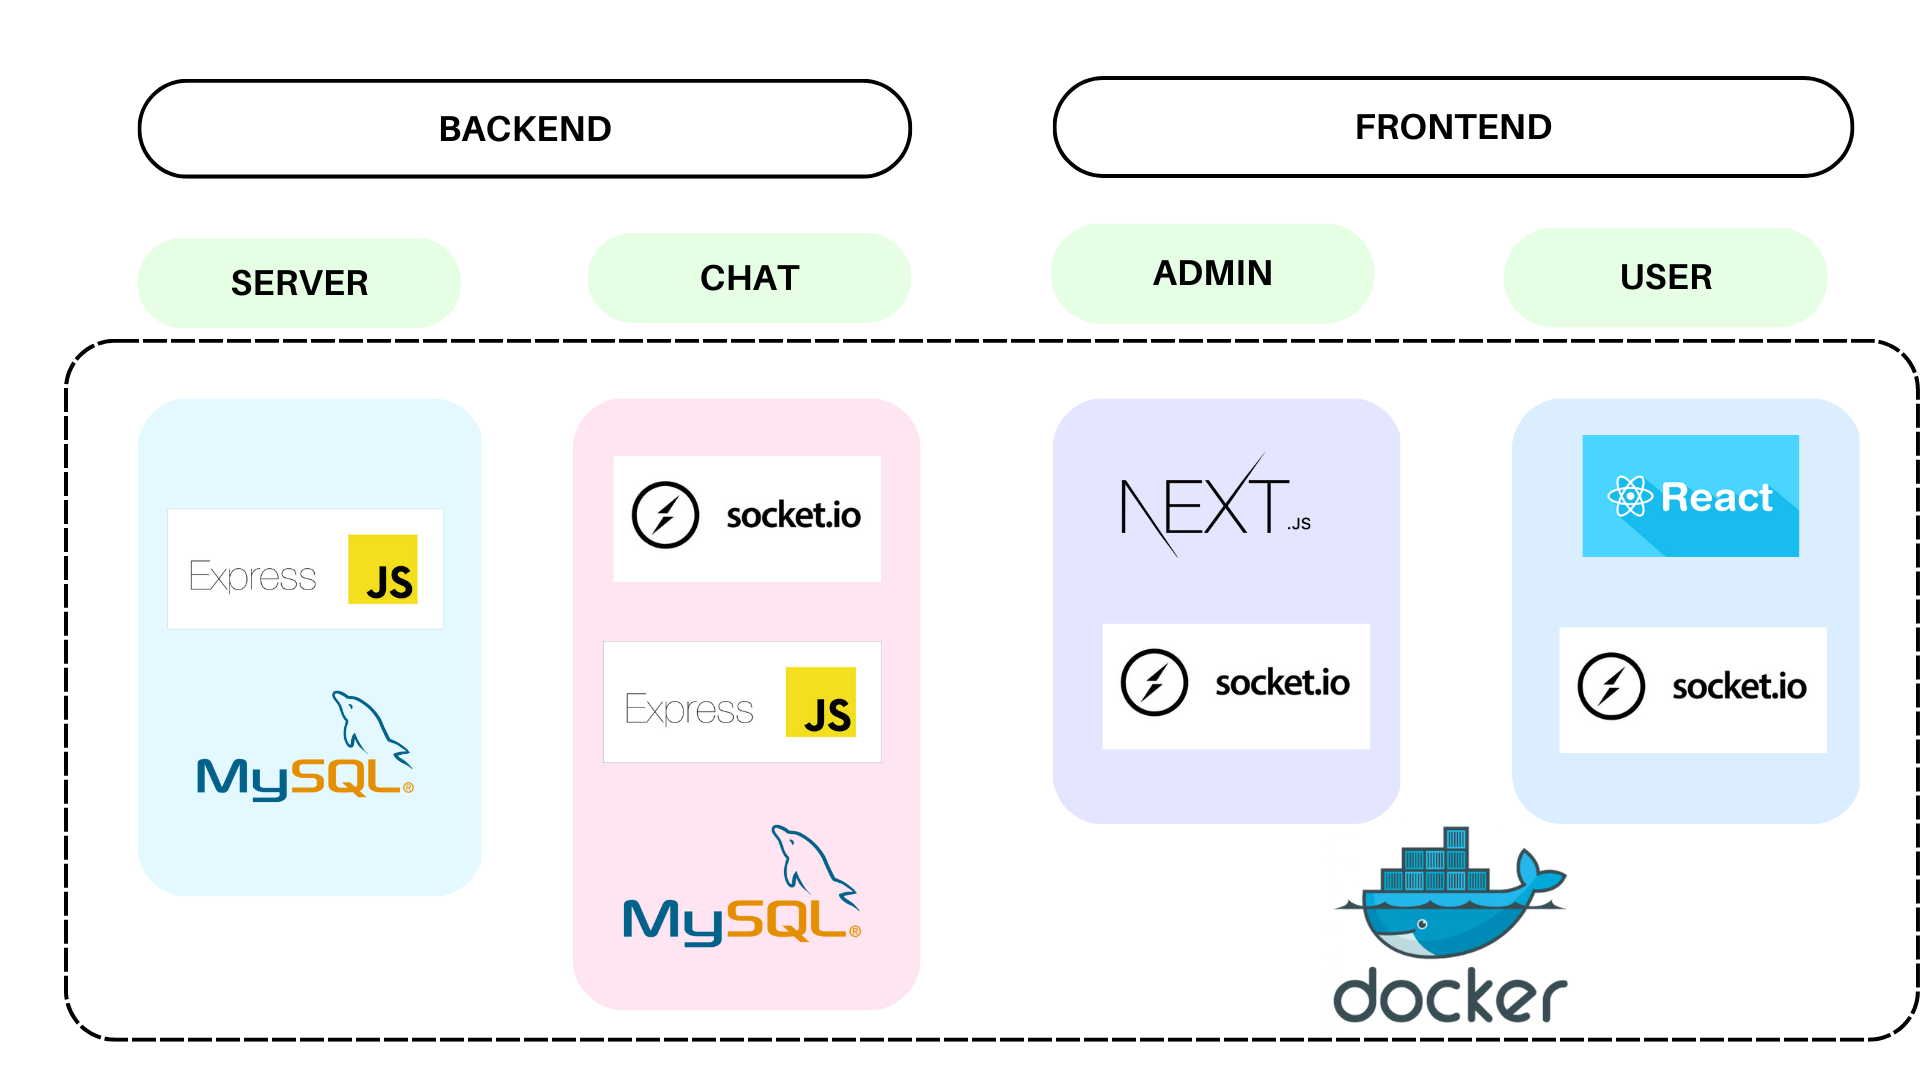 BACKEND
FRONTEND
SERVER
CHAT
ADMIN
USER
Express JS
MySQL®
socket.io
Express JS
MySQL®
NEXT.JS
socket.io
React
socket.io
docker